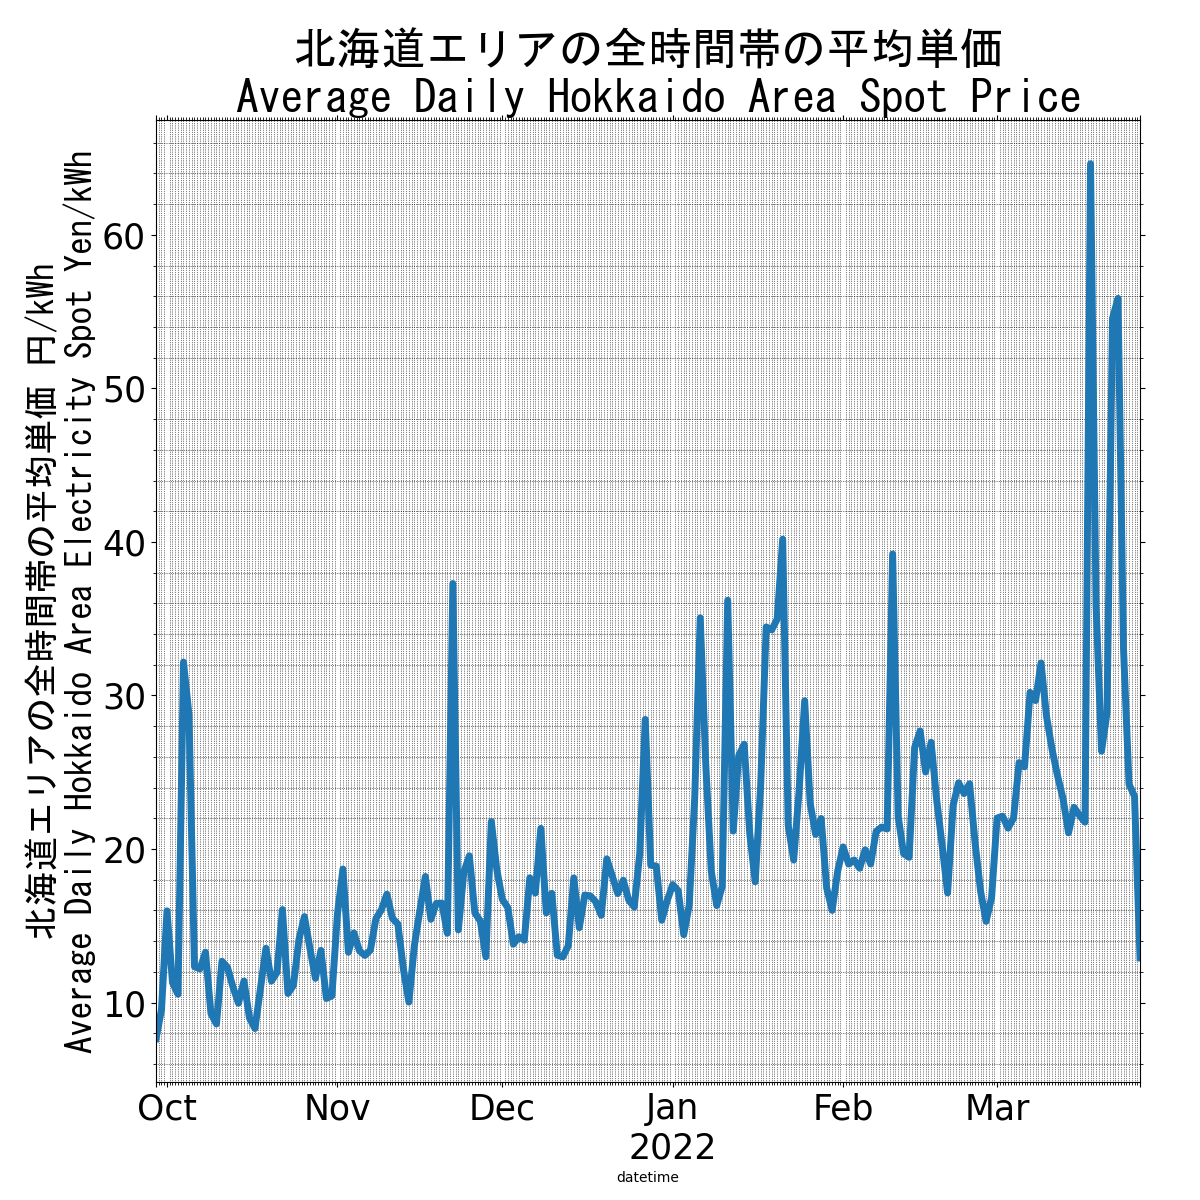 北海道エリアの全時間帯の平均単価
Average Daily Hokkaido Area Spot Price
北海道エリアの全時間帯の平均単価 円/kWh
Average Daily Hokkaido Area Electricity Spot Yen/kWh
60
50
40
30
20
10
Oct Nov Dec Jan Feb Mar
2022
datetime